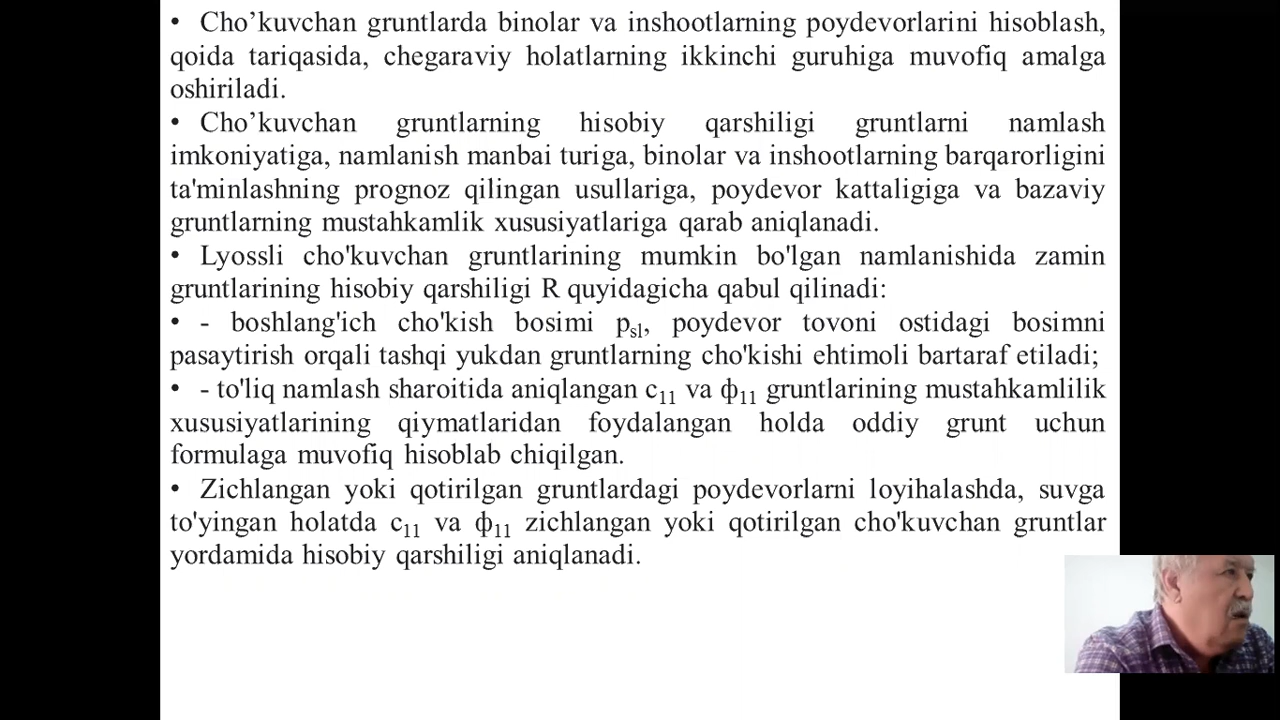 • Cho’kuvchan gruntlarda binolar va inshootlarning poydevorlarini hisoblash,
qoida tariqasida, chegaraviy holatlarning ikkinchi guruhiga muvofiq amalga
oshiriladi.
• Cho’kuvchan gruntlarning hisobiy qarshiligi gruntlarni namlash
imkoniyatiga, namlanish manbai turiga, binolar va inshootlarning barqarorligini
ta'minlashning prognoz qilingan usullariga, poydevor kattaligiga va bazaviy
gruntlarning mustahkamlik xususiyatlariga qarab aniqlanadi.
• Lyossli cho'kuvchan gruntlarining mumkin bo'lgan namlanishida zamin
gruntlarining hisobiy qarshiligi R quyidagicha qabul qilinadi:
• - boshlang'ich cho'kish bosimi pₛₗ, poydevor tovoni ostidagi bosimni
pasaytirish orqali tashqi yukdan gruntlarning cho'kishi ehtimoli bartaraf etiladi;
• - to'liq namlash sharoitida aniqlangan c₁₁ va ф₁₁ gruntlarining mustahkamlilik
xususiyatlarining qiymatlaridan foydalangan holda oddiy grunt uchun
formulaga muvofiq hisoblab chiqilgan.
• Zichlangan yoki qotirilgan gruntlardagi poydevorlarni loyihalashda, suvga
to'yingan holatda c₁₁ va ф₁₁ zichlangan yoki qotirilgan cho'kuvchan gruntlar
yordamida hisobiy qarshiligi aniqlanadi.